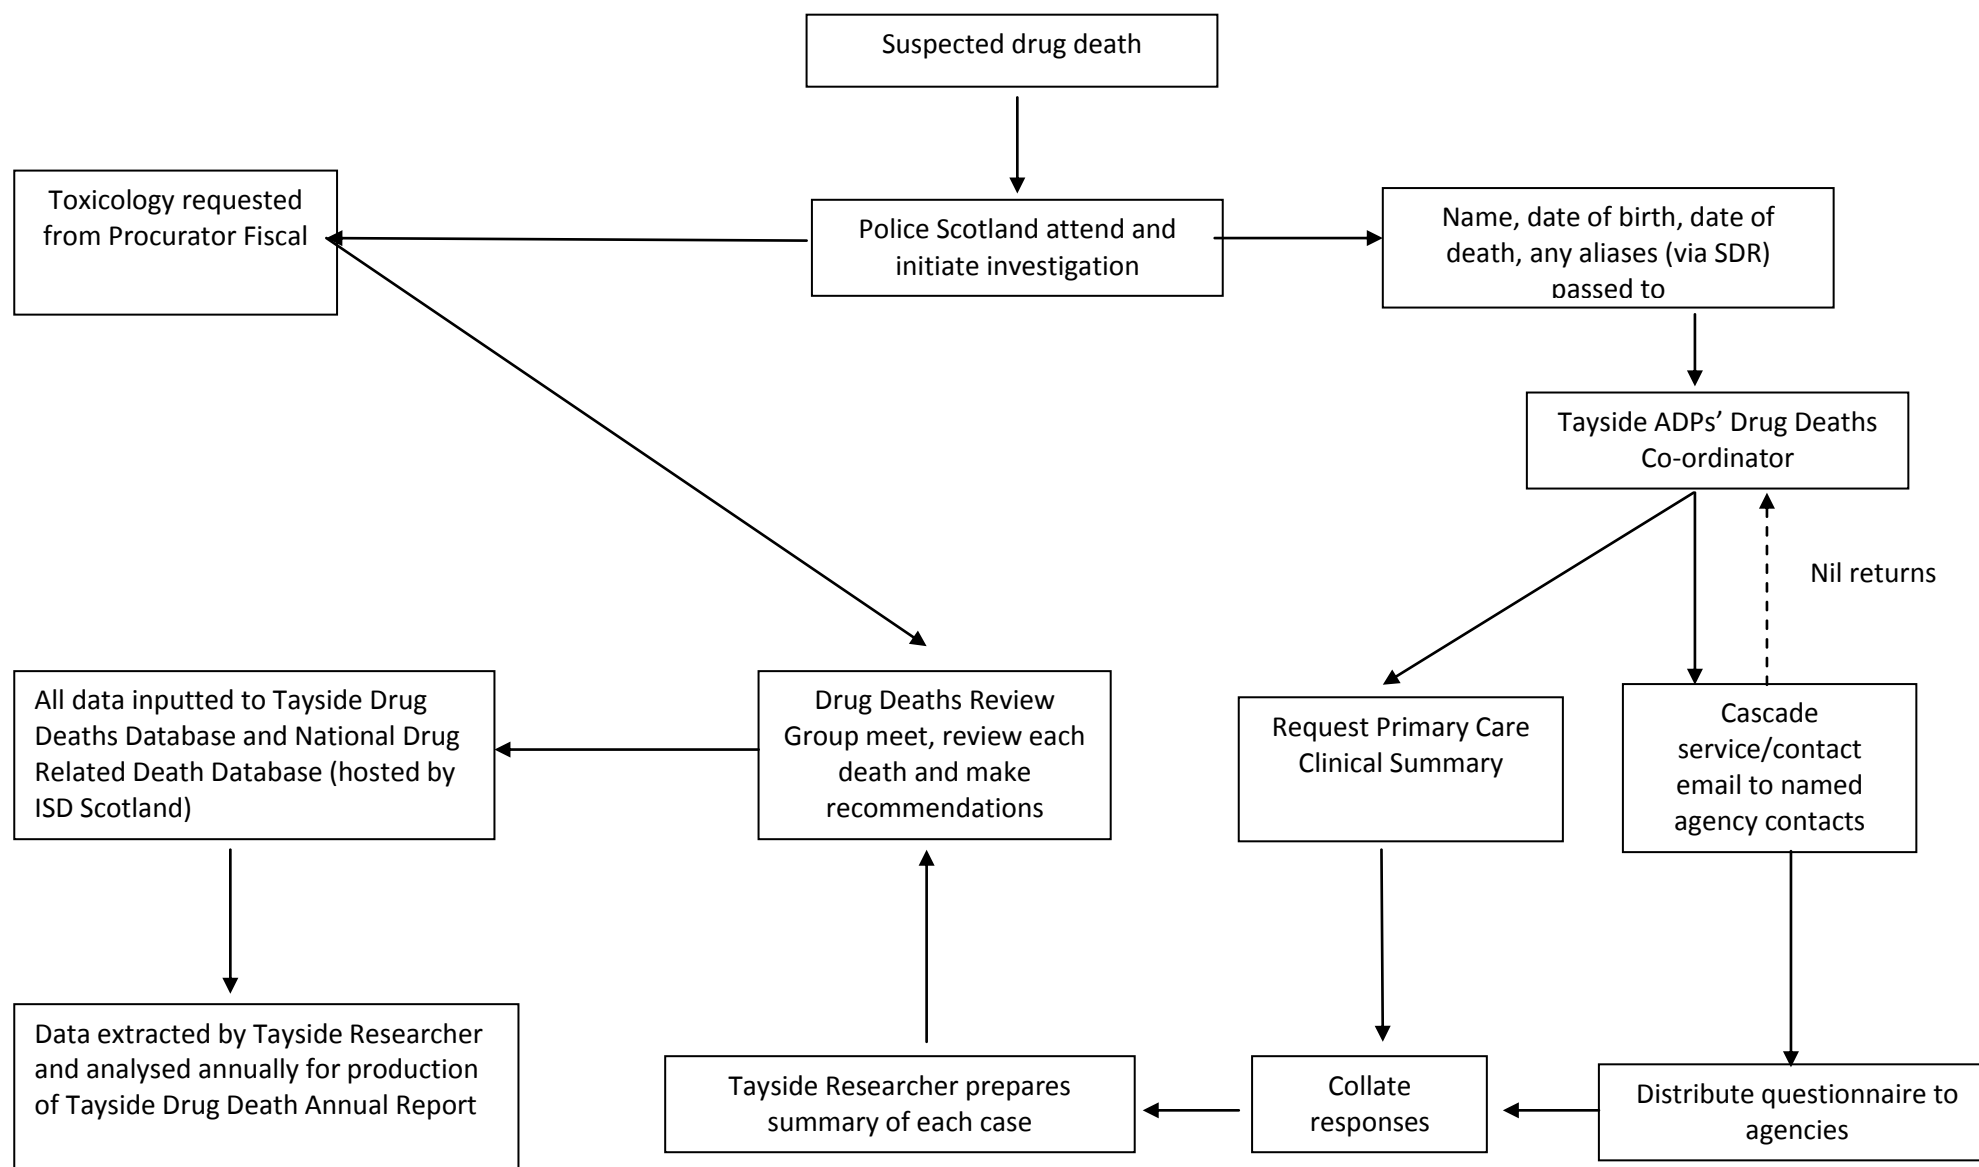 Suspected drug death
Toxicology requested
from Procurator Fiscal
Police Scotland attend and
initiate investigation
Name, date of birth, date of
death, any aliases (via SDR)
passed to
Tayside ADPs’ Drug Deaths
Co-ordinator
Nil returns
All data inputted to Tayside Drug
Deaths Database and National Drug
Related Death Database (hosted by
ISD Scotland)
Drug Deaths Review
Group meet, review each
death and make
recommendations
Request Primary Care
Clinical Summary
Cascade
service/contact
email to named
agency contacts
Data extracted by Tayside Researcher
and analysed annually for production
of Tayside Drug Death Annual Report
Tayside Researcher prepares
summary of each case
Collate
responses
Distribute questionnaire to
agencies